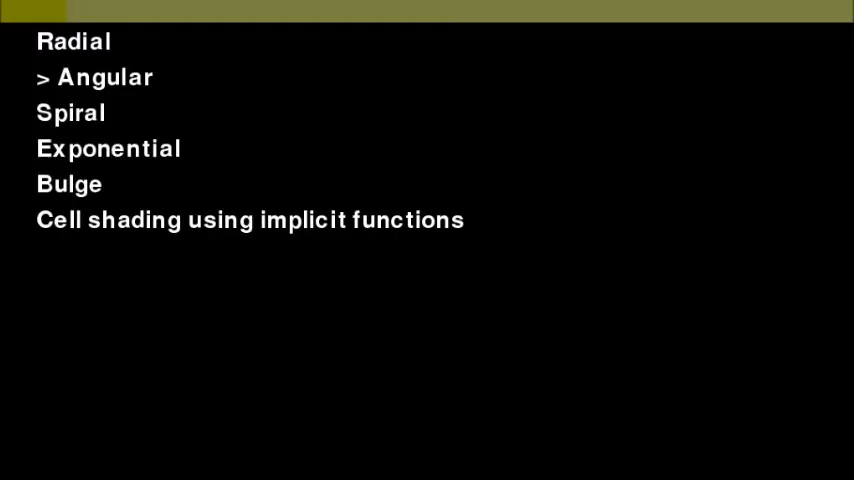 Radial
> Angular
Spiral
Exponential
Bulge
Cell shading using implicit functions